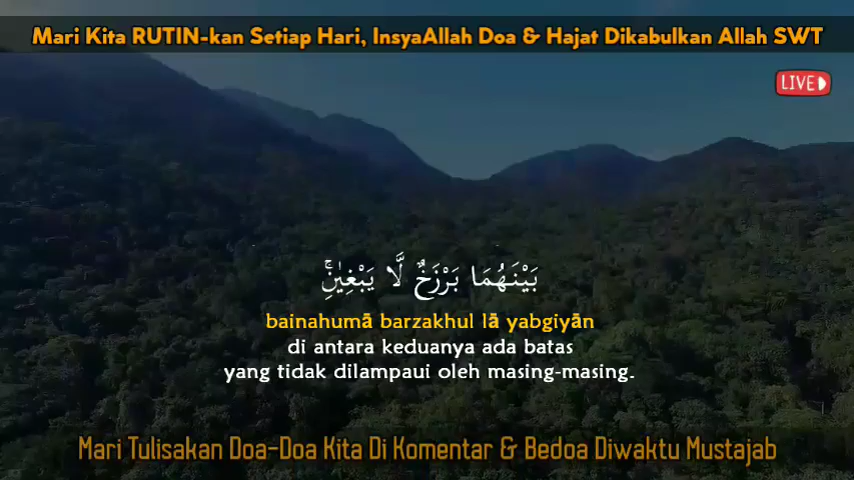 Mari Kita RUTIN-kan Setiap Hari, InsyaAllah Doa & Hajat Dikabulkan Allah SWT
LIVE
بَيْنَهُمَا بَرْزَخٌ لَّا يَبْغِيٰنِۚ
bainahumā barzakhul lā yabgiyān
di antara keduanya ada batas
yang tidak dilampaui oleh masing-masing.
Mari Tulisakan Doa-Doa Kita Di Komentar & Bedoa Diwaktu Mustajab